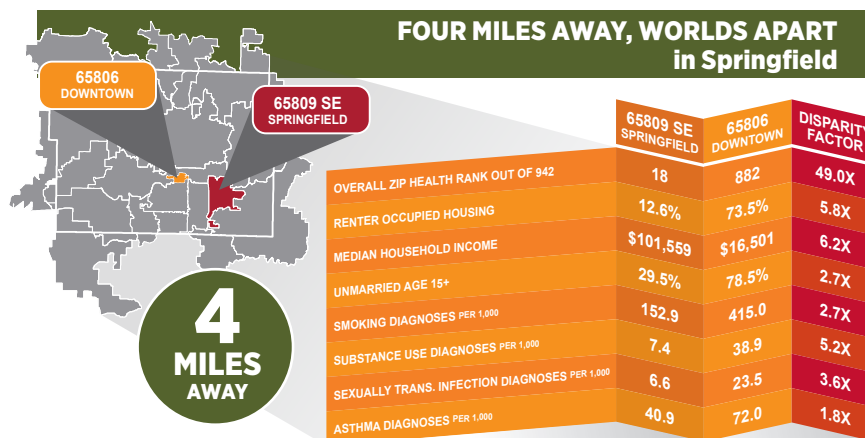 FOUR MILES AWAY, WORLDS APART
in Springfield
65806
DOWNTOWN
65809 SE
SPRINGFIELD
4
MILES
AWAY
65809 SE
SPRINGFIELD
65806
DOWNTOWN
DISPARITY
FACTOR
OVERALL ZIP HEALTH RANK OUT OF 942 18 882 49.0X
RENTER OCCUPIED HOUSING 12.6% 73.5% 5.8X
MEDIAN HOUSEHOLD INCOME $101,559 $16,501 6.2X
UNMARRIED AGE 15+ 29.5% 78.5% 2.7X
SMOKING DIAGNOSES PER 1,000 152.9 415.0 2.7X
SUBSTANCE USE DIAGNOSES PER 1,000 7.4 38.9 5.2X
SEXUALLY TRANS. INFECTION DIAGNOSES PER 1,000 6.6 23.5 3.6X
ASTHMA DIAGNOSES PER 1,000 40.9 72.0 1.8X